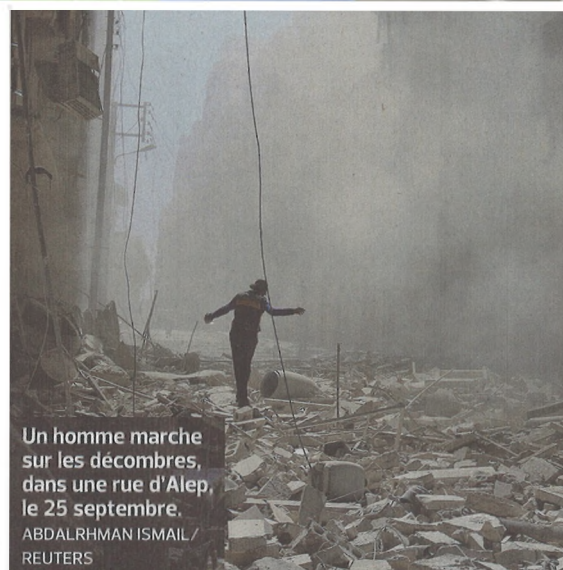 Un homme marche
sur les décombres,
dans une rue d'Alep,
le 25 septembre.
ABDALRHMAN ISMAIL/
REUTERS